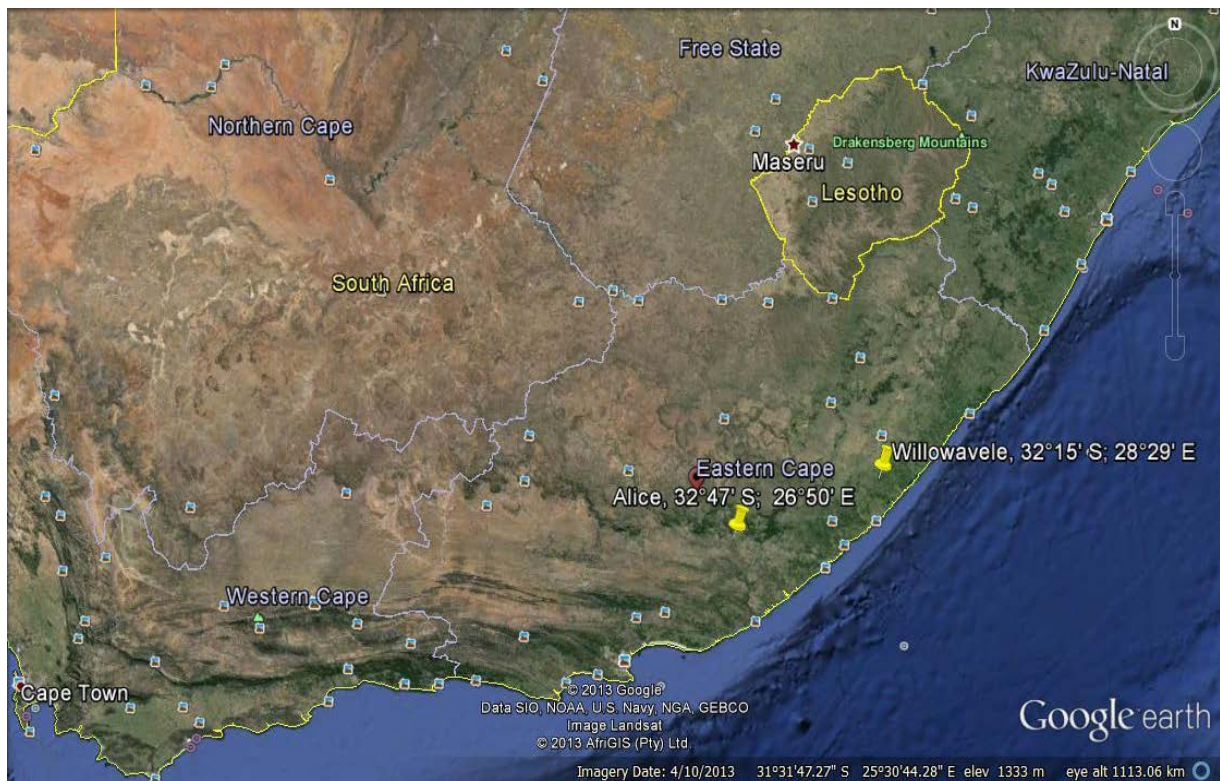 N
Free State
KwaZulu-Natal
Northern Cape
Drakensberg Mountains
Maseru
Lesotho
South Africa
Willowavele, 32°15' S; 28°29' E
Eastern Cape
Alice, 32°47' S; 26°50' E
Western Cape
Cape Town
© 2013 Google
Data SIO, NOAA, U.S. Navy, NGA, GEBCO
Image Landsat
© 2013 AfriGIS (Pty) Ltd.
Google earth
Imagery Date: 4/10/2013 31°31'47.27" S 25°30'44.28" E elev 1333 m eye alt 1113.06 km